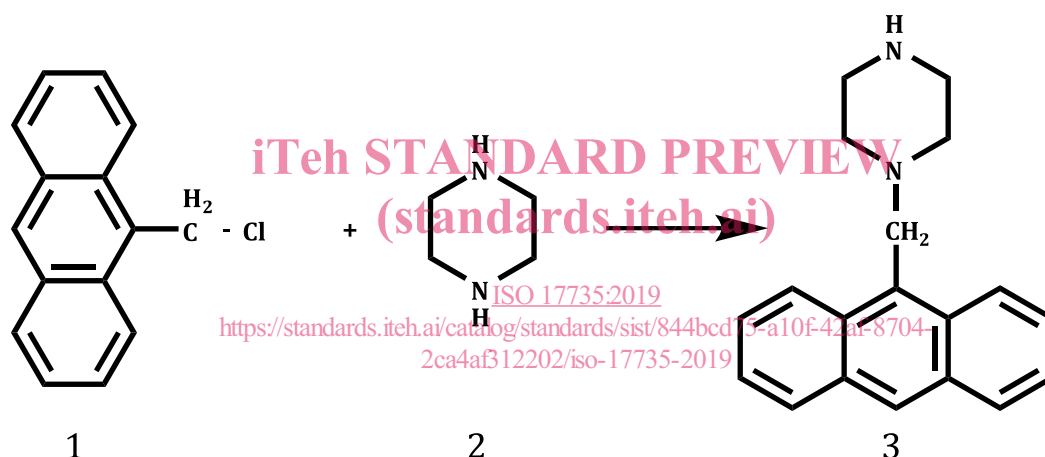 H
N
N
CH2
H2
C - Cl
+
H
N
N
H
iTeh STANDARD PREVIEW
(standards.iteh.ai)
ISO 17735:2019
https://standards.iteh.ai/catalog/standards/sist/844bcd75-a10f-42af-8704-
2ca4af312202/iso-17735-2019
1 2 3